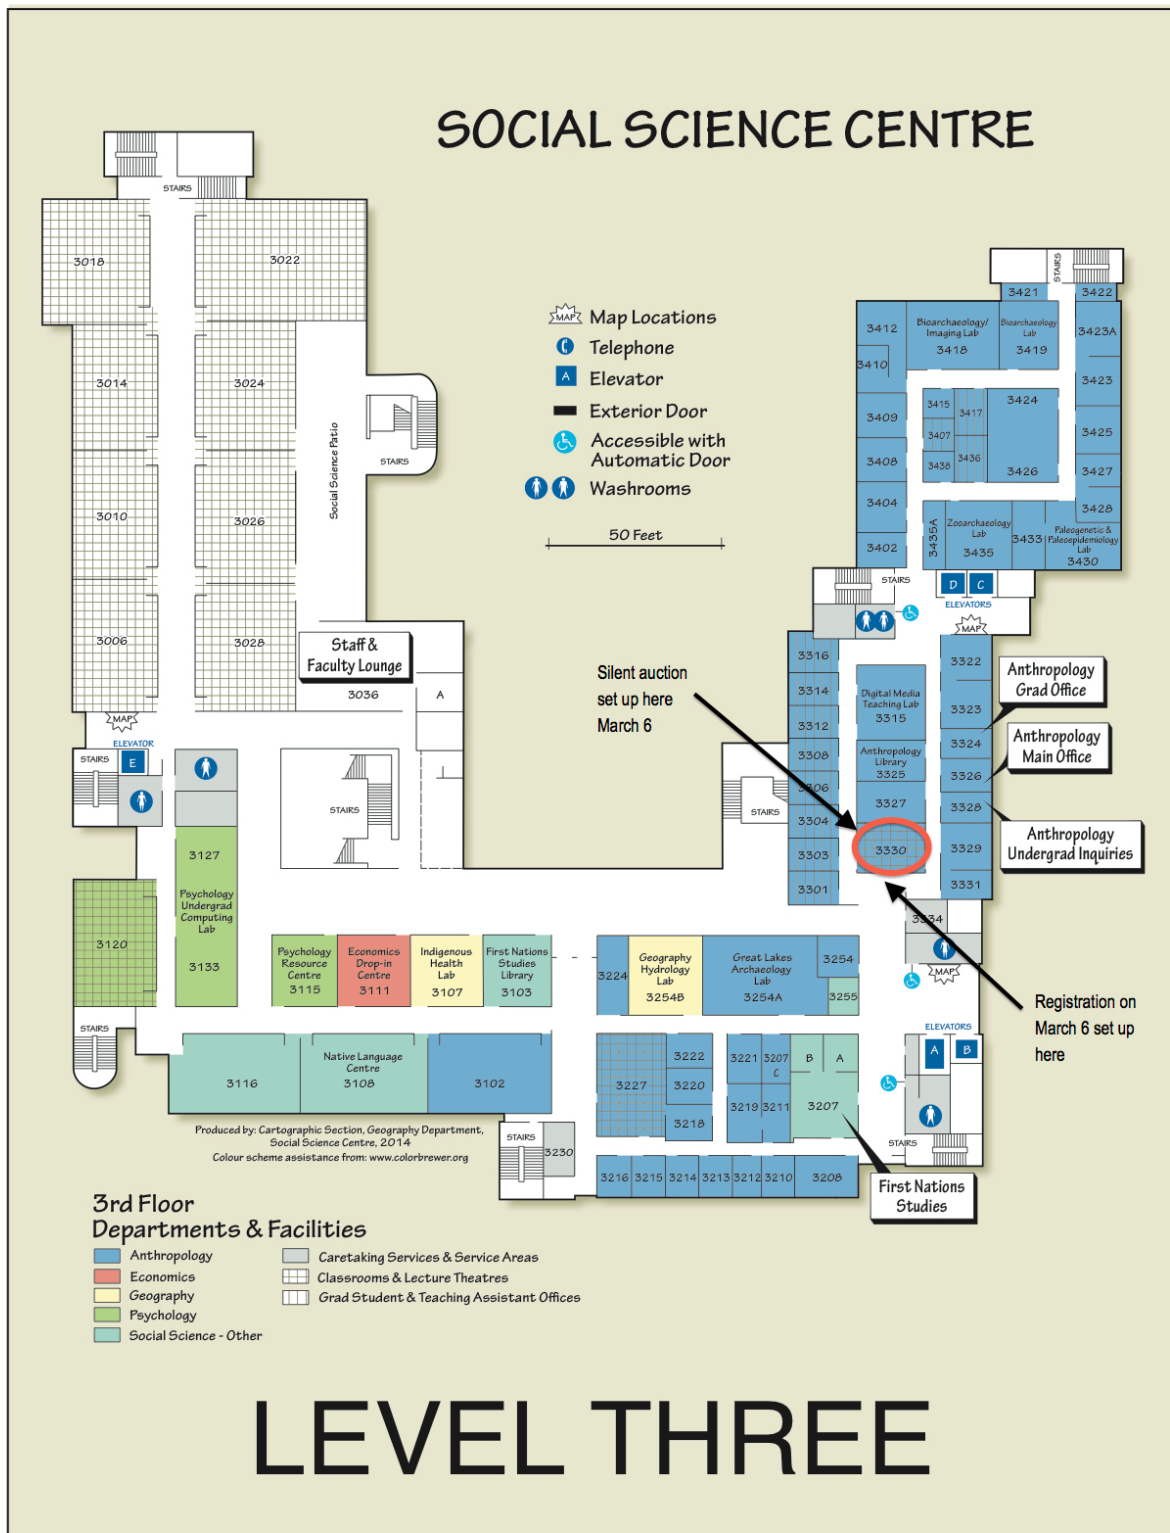 SOCIAL SCIENCE CENTRE
STAIRS
3018
3022
3014
3024
Social Science Patio
STAIRS
3010
3026
3006
3028
Staff &
Faculty Lounge
3036
A
MAP
ELEVATOR
E
STAIRS
STAIRS
MAP
Map Locations
Telephone
A
Elevator
Exterior Door
Accessible with
Automatic Door
Washrooms
50 Feet
STAIRS
3421
3422
3412
Bioarchaeology/
Imaging Lab
3418
Bioarchaeology
Lab
3419
3423A
3410
3423
3409
3415
3417
3424
3407
3425
3408
3438
3436
3426
3427
3404
3428
3435A
Zooarchaeology
Lab
3435
3433
Paleogenetic &
Paleoepidemiology
Lab
3430
3402
STAIRS
D
C
ELEVATORS
MAP
Silent auction
set up here
March 6
3316
3314
3312
3308
3306
3304
3303
3301
STAIRS
Digital Media
Teaching Lab
3315
Anthropology
Library
3325
3327
3330
3322
3323
3324
3326
3328
3329
3331
Anthropology
Grad Office
Anthropology
Main Office
Anthropology
Undergrad Inquiries
3334
MAP
Registration on
March 6 set up
here
3127
Psychology
Undergrad
Computing
Lab
3133
3120
STAIRS
Psychology
Resource
Centre
3115
Economics
Drop-in
Centre
3111
Indigenous
Health
Lab
3107
First Nations
Studies
Library
3103
3224
Geography
Hydrology
Lab
3254B
Great Lakes
Archaeology
Lab
3254A
3254
3255
ELEVATORS
A
B
3116
Native Language
Centre
3108
3102
3227
3222
3220
3218
3221
3207
C
3219
3211
B
A
3207
STAIRS
STAIRS
3230
3216
3215
3214
3213
3212
3210
3208
First Nations
Studies
Produced by: Cartographic Section, Geography Department,
Social Science Centre, 2014
Colour scheme assistance from: www.colorbrewer.org
3rd Floor
Departments & Facilities
Anthropology
Economics
Geography
Psychology
Social Science - Other
Caretaking Services & Service Areas
Classrooms & Lecture Theatres
Grad Student & Teaching Assistant Offices
LEVEL THREE